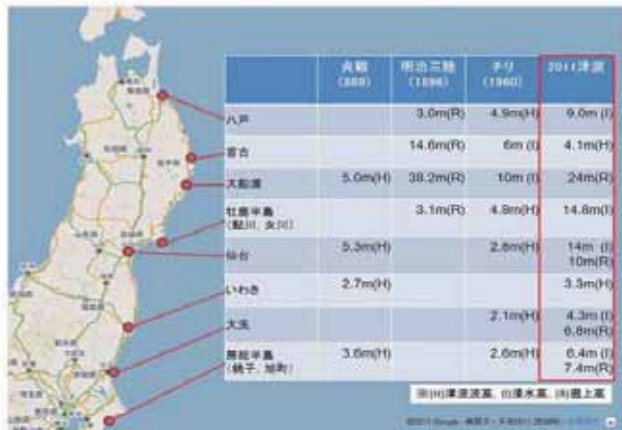 貞観 明治三陸 チリ 2011津波
(869) (1896) (1960)
八戸 3.0m(R) 4.9m(H) 9.0m (I)
宮古 14.6m(R) 6m (I) 4.1m(H)
大船渡 5.0m(H) 38.2m(R) 10m (I) 24m(R)
牡鹿半島 3.1m(R) 4.8m(H) 14.8m(I)
(鮎川, 女川)
仙台 5.3m(H) 2.6m(H) 14m (I)
10m(R)
いわき 2.7m(H) 3.3m(H)
大洗 2.1m(H) 4.3m (I)
6.8m(R)
房総半島 3.6m(H) 2.6m(H) 6.4m (I)
(銚子, 旭町) 7.4m(R)
※(H)津波波高, (I)浸水高, (R)遡上高